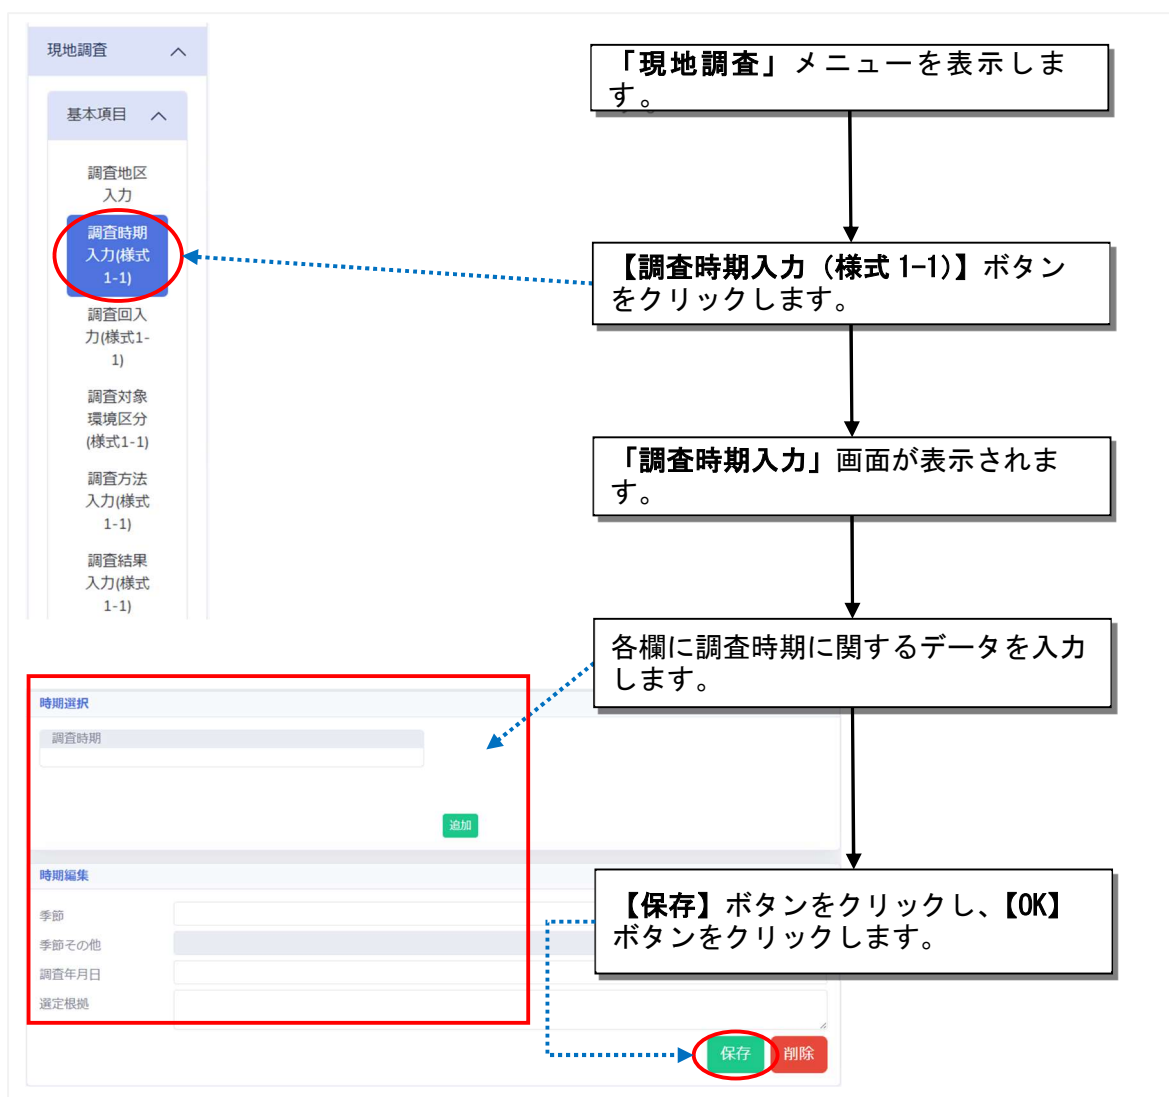 現地調査
基本項目
調査地区
入力
調査時期
入力(様式
1-1)
調査回入
力(様式1-
1)
調査対象
環境区分
(様式1-1)
調査方法
入力(様式
1-1)
調査結果
入力(様式
1-1)
「現地調査」メニューを表示しま
す。
【調査時期入力（様式 1-1)】ボタン
をクリックします。
「調査時期入力」画面が表示されま
す。
各欄に調査時期に関するデータを入力
します。
【保存】ボタンをクリックし、【OK】
ボタンをクリックします。
時期選択
調査時期
追加
時期編集
季節
季節その他
調査年月日
選定根拠
保存
削除